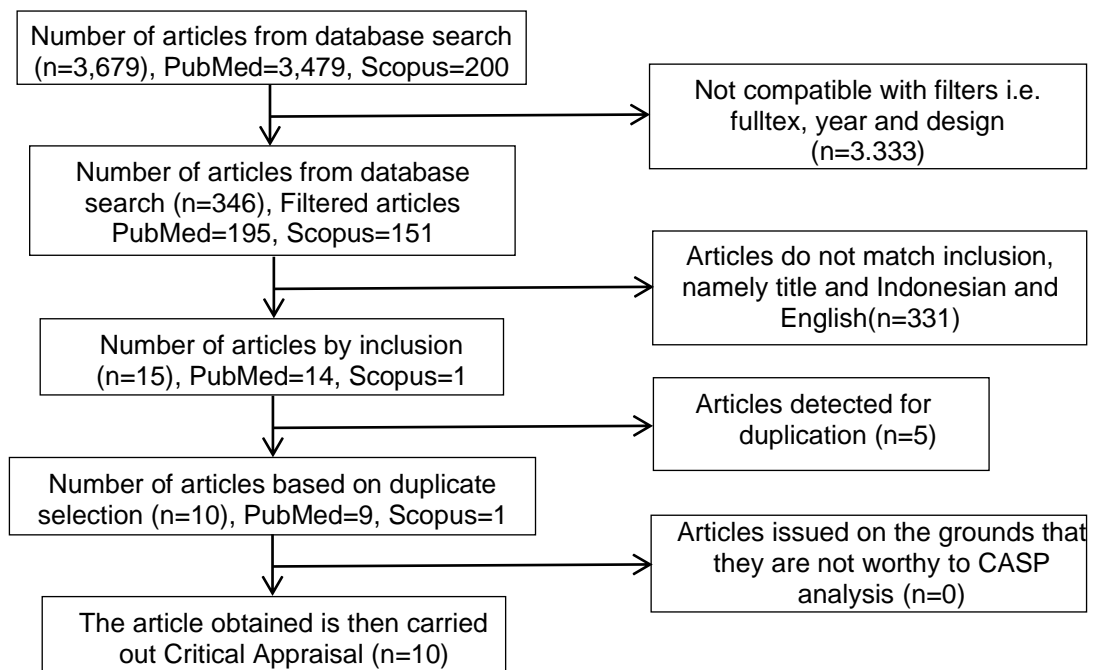 Number of articles from database search
(n=3,679), PubMed=3,479, Scopus=200
Not compatible with filters i.e.
fulltex, year and design
(n=3.333)
Number of articles from database
search (n=346), Filtered articles
PubMed=195, Scopus=151
Articles do not match inclusion,
namely title and Indonesian and
English(n=331)
Number of articles by inclusion
(n=15), PubMed=14, Scopus=1
Articles detected for
duplication (n=5)
Number of articles based on duplicate
selection (n=10), PubMed=9, Scopus=1
Articles issued on the grounds that
they are not worthy to CASP
analysis (n=0)
The article obtained is then carried
out Critical Appraisal (n=10)